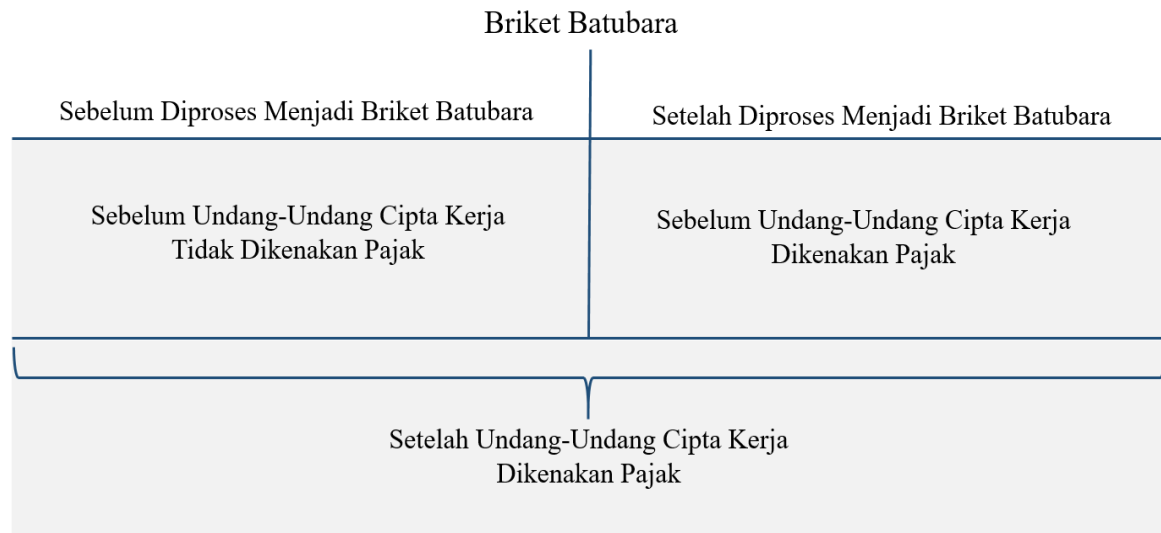 Briket Batubara
Sebelum Diproses Menjadi Briket Batubara
Setelah Diproses Menjadi Briket Batubara
Sebelum Undang-Undang Cipta Kerja
Tidak Dikenakan Pajak
Sebelum Undang-Undang Cipta Kerja
Dikenakan Pajak
Setelah Undang-Undang Cipta Kerja
Dikenakan Pajak